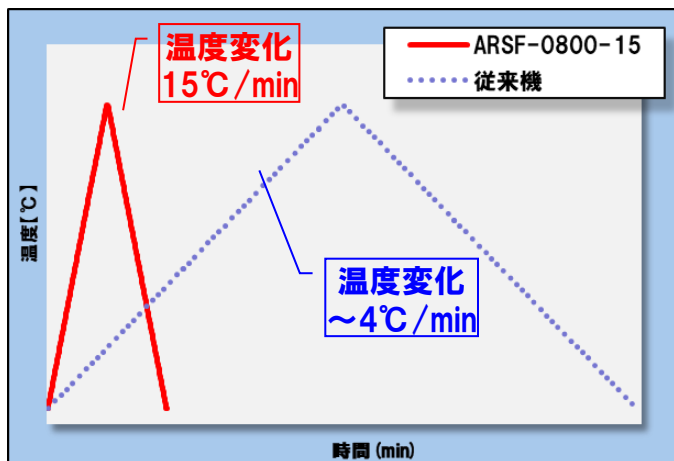 温度変化
15℃/min
ARSF-0800-15
従来機
温度【℃】
温度変化
～4℃/min
時間(min)